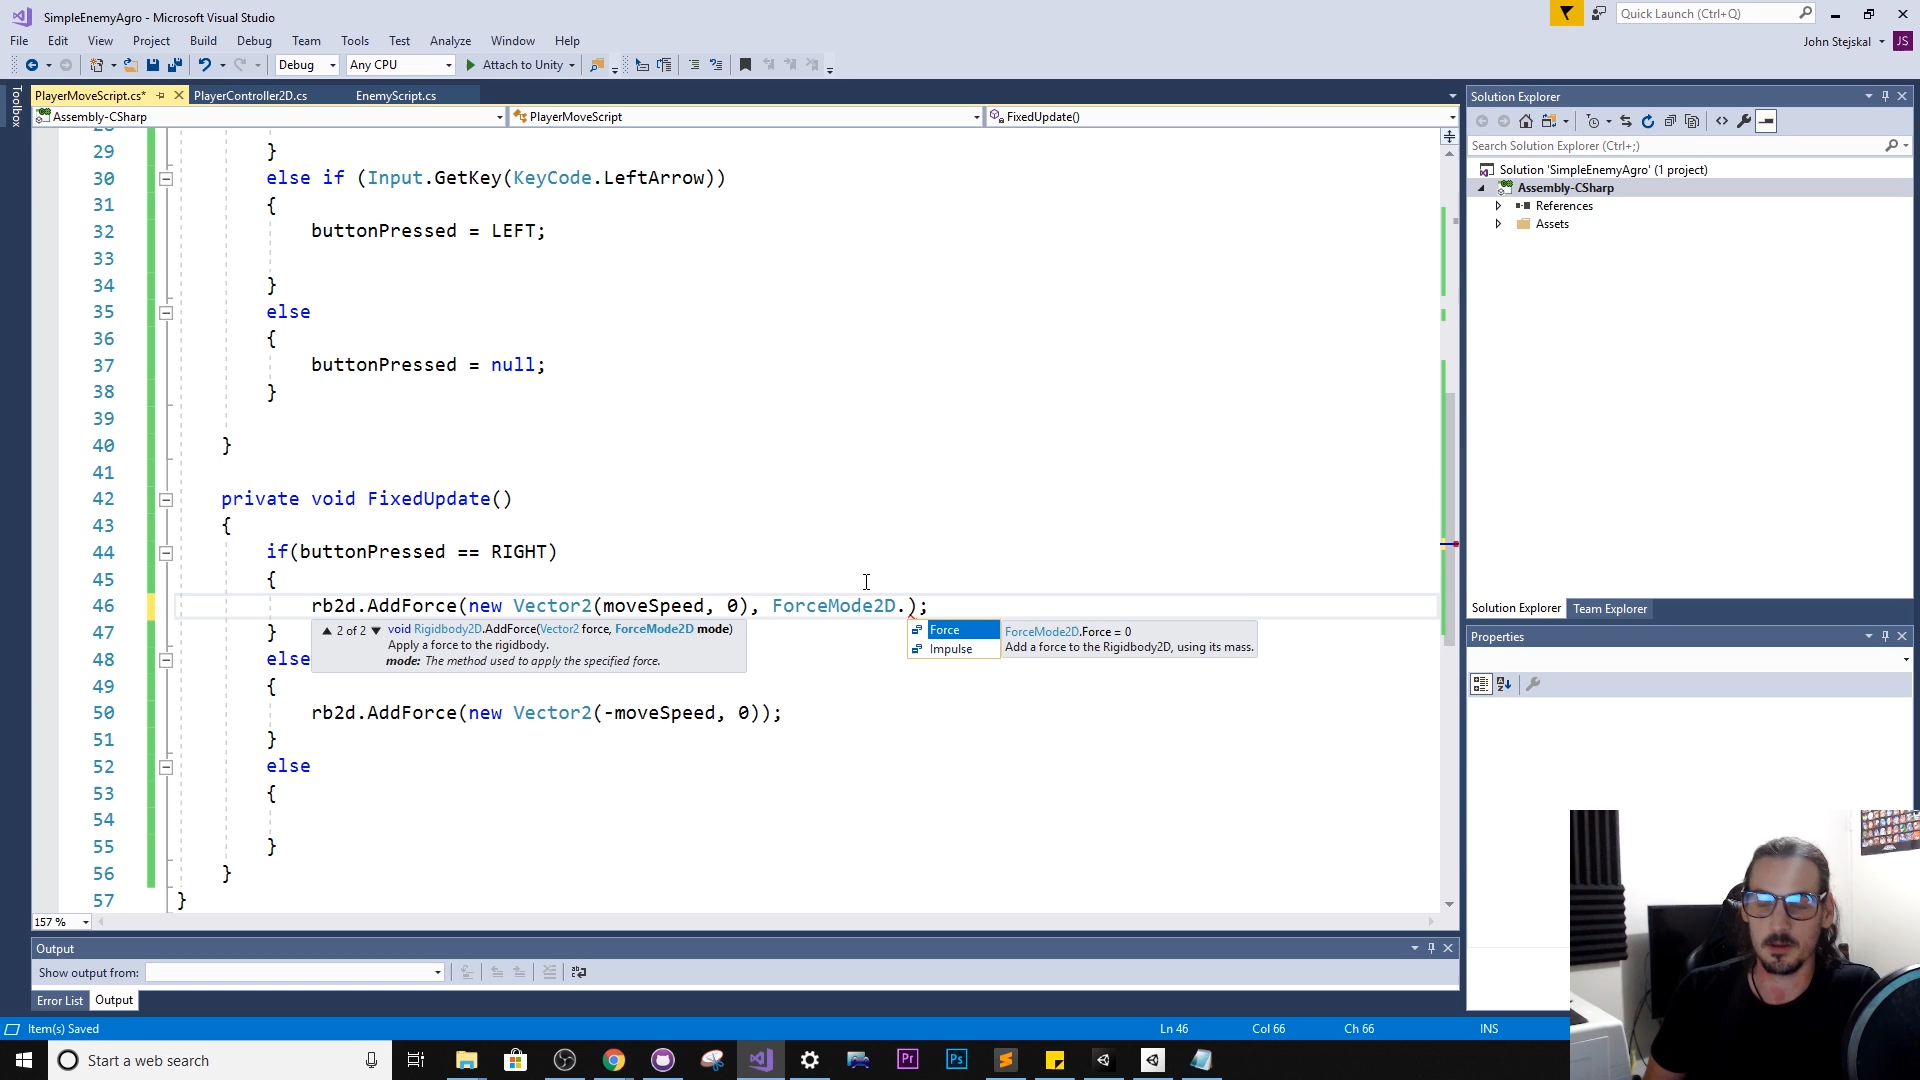 SimpleEnemyAgro - Microsoft Visual Studio
Quick Launch (Ctrl+Q)
File Edit View Project Build Debug Team Tools Test Analyze Window Help
John Stejskal JS
Debug Any CPU Attach to Unity
Toolbox
PlayerMoveScript.cs* PlayerController2D.cs EnemyScript.cs
Assembly-CSharp PlayerMoveScript FixedUpdate()
29 }
30 else if (Input.GetKey(KeyCode.LeftArrow))
31 {
32 buttonPressed = LEFT;
33
34 }
35 else
36 {
37 buttonPressed = null;
38 }
39
40 }
41
42 private void FixedUpdate()
43 {
44 if(buttonPressed == RIGHT)
45 {
46 rb2d.AddForce(new Vector2(moveSpeed, 0), ForceMode2D.);
47 }
2 of 2 void Rigidbody2D.AddForce(Vector2 force, ForceMode2D mode)
Apply a force to the rigidbody.
mode: The method used to apply the specified force.
Force
Impulse
ForceMode2D.Force = 0
Add a force to the Rigidbody2D, using its mass.
48 else
49 {
50 rb2d.AddForce(new Vector2(-moveSpeed, 0));
51 }
52 else
53 {
54
55 }
56 }
57 }
157 %
Solution Explorer
Search Solution Explorer (Ctrl+;)
Solution 'SimpleEnemyAgro' (1 project)
Assembly-CSharp
References
Assets
Solution Explorer Team Explorer
Properties
Output
Show output from:
Error List Output
Item(s) Saved Ln 46 Col 66 Ch 66 INS
Start a web search
Pr Ps